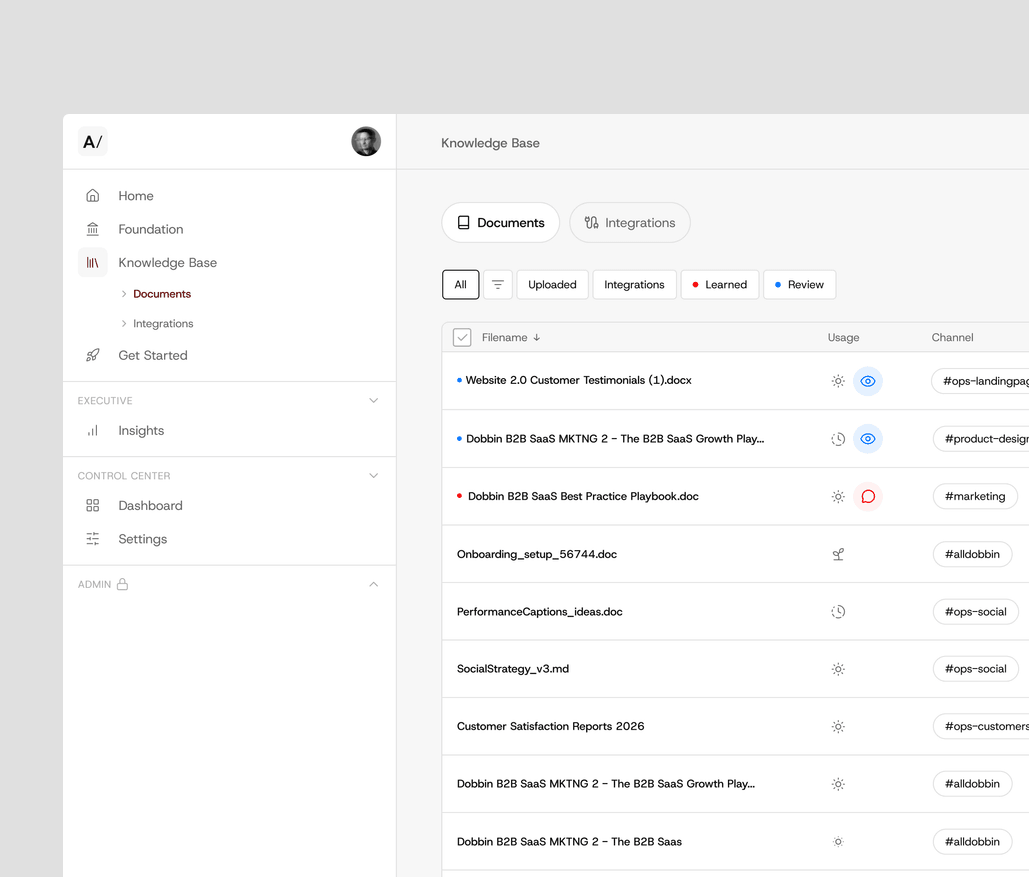 A/
Knowledge Base
Home
Foundation
Knowledge Base
Documents
Integrations
Get Started
EXECUTIVE
Insights
CONTROL CENTER
Dashboard
Settings
ADMIN
Documents
Integrations
All
Uploaded
Integrations
Learned
Review
Filename ↓ Usage Channel
Website 2.0 Customer Testimonials (1).docx #ops-landingpag
Dobbin B2B SaaS MKTNG 2 – The B2B SaaS Growth Play... #product-design
Dobbin B2B SaaS Best Practice Playbook.doc #marketing
Onboarding_setup_56744.doc #alldobbin
PerformanceCaptions_ideas.doc #ops-social
SocialStrategy_v3.md #ops-social
Customer Satisfaction Reports 2026 #ops-customers
Dobbin B2B SaaS MKTNG 2 – The B2B SaaS Growth Play... #alldobbin
Dobbin B2B SaaS MKTNG 2 – The B2B Saas #alldobbin